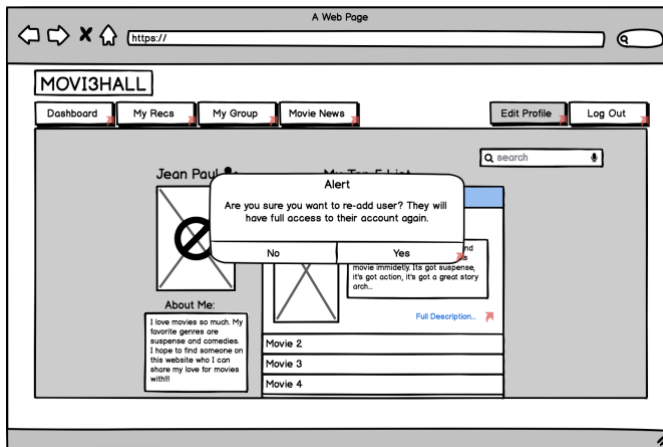 A Web Page
https://
MOVI3HALL
Dashboard My Recs My Group Movie News Edit Profile Log Out
search
Jean Paul
Alert
Are you sure you want to re-add user? They will
have full access to their account again.
No Yes
movie immidetly. Its got suspense,
it's got action, it's got a great story
arch...
Full Description...
About Me:
I love movies so much. My
favorite genres are
suspense and comedies.
I hope to find someone on
this website who I can
share my love for movies
with!!!
Movie 2
Movie 3
Movie 4